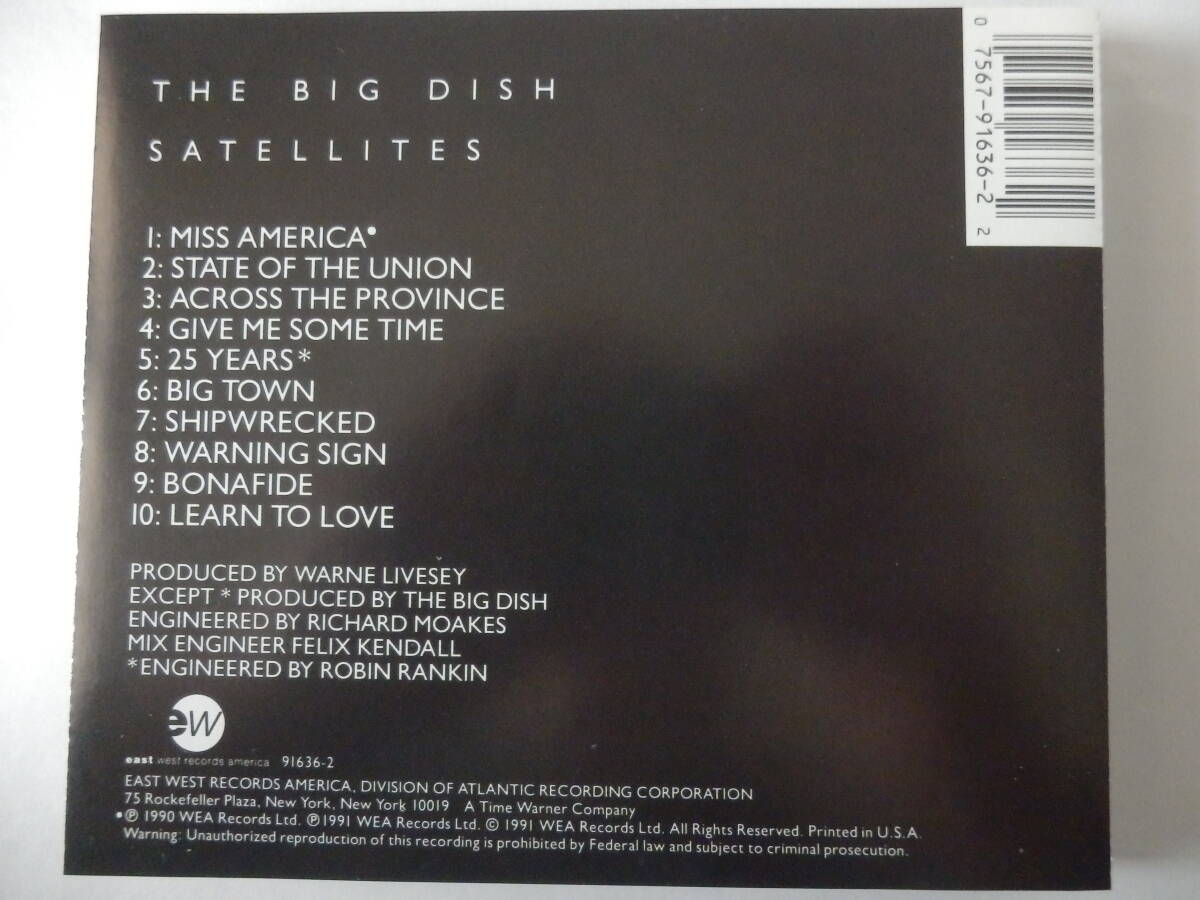 THE BIG DISH
SATELLITES
1: MISS AMERICA•
2: STATE OF THE UNION
3: ACROSS THE PROVINCE
4: GIVE ME SOME TIME
5: 25 YEARS*
6: BIG TOWN
7: SHIPWRECKED
8: WARNING SIGN
9: BONAFIDE
10: LEARN TO LOVE
PRODUCED BY WARNE LIVESEY
EXCEPT * PRODUCED BY THE BIG DISH
ENGINEERED BY RICHARD MOAKES
MIX ENGINEER FELIX KENDALL
*ENGINEERED BY ROBIN RANKIN
ew
east west records america 91636-2
EAST WEST RECORDS AMERICA, DIVISION OF ATLANTIC RECORDING CORPORATION
75 Rockefeller Plaza, New York, New York 10019 A Time Warner Company
•℗ 1990 WEA Records Ltd. ℗1991 WEA Records Ltd. © 1991 WEA Records Ltd. All Rights Reserved. Printed in U.S.A.
Warning: Unauthorized reproduction of this recording is prohibited by Federal law and subject to criminal prosecution.
0 7567-91636-2 2